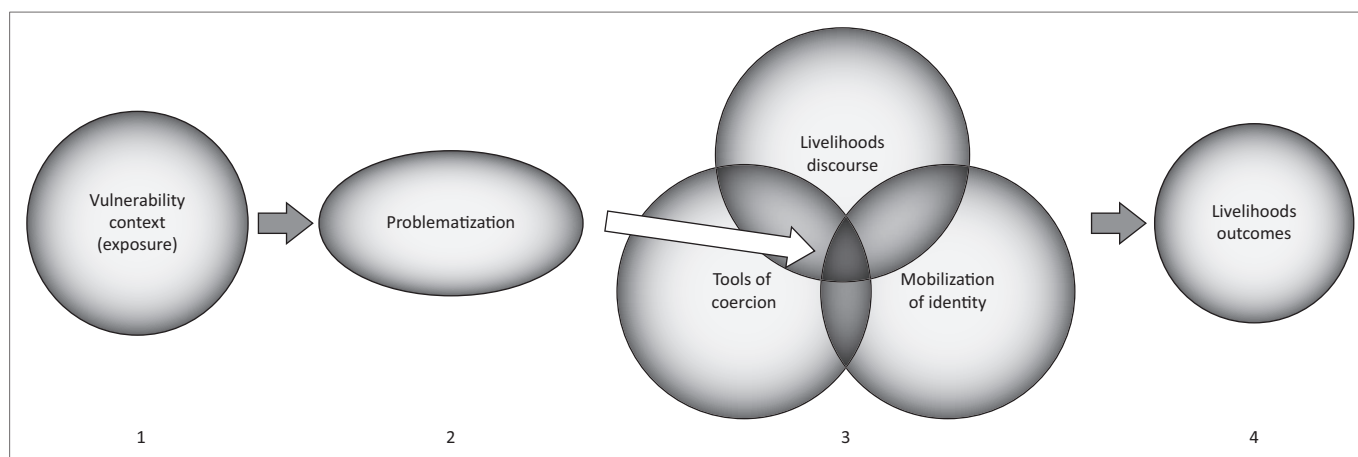 Vulnerability
context
(exposure)
Problematization
Livelihoods
discourse
Tools of
coercion
Mobilization
of identity
Livelihoods
outcomes
1
2
3
4